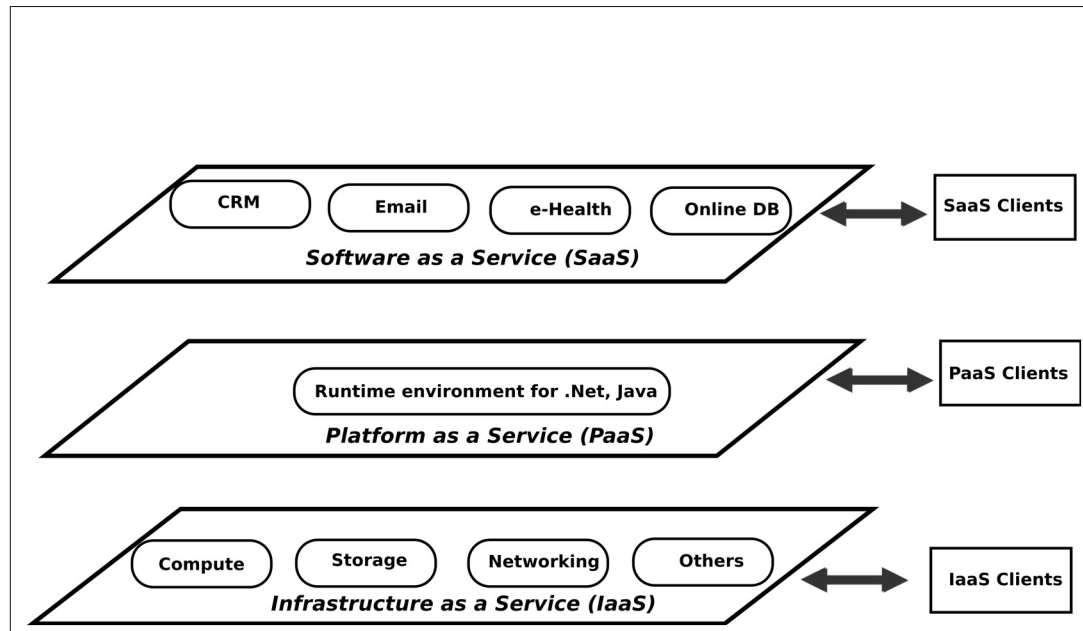 CRM
Email
e-Health
Online DB
SaaS Clients
Software as a Service (SaaS)
PaaS Clients
Runtime environment for .Net, Java
Platform as a Service (PaaS)
Compute
Storage
Networking
Others
IaaS Clients
Infrastructure as a Service (IaaS)